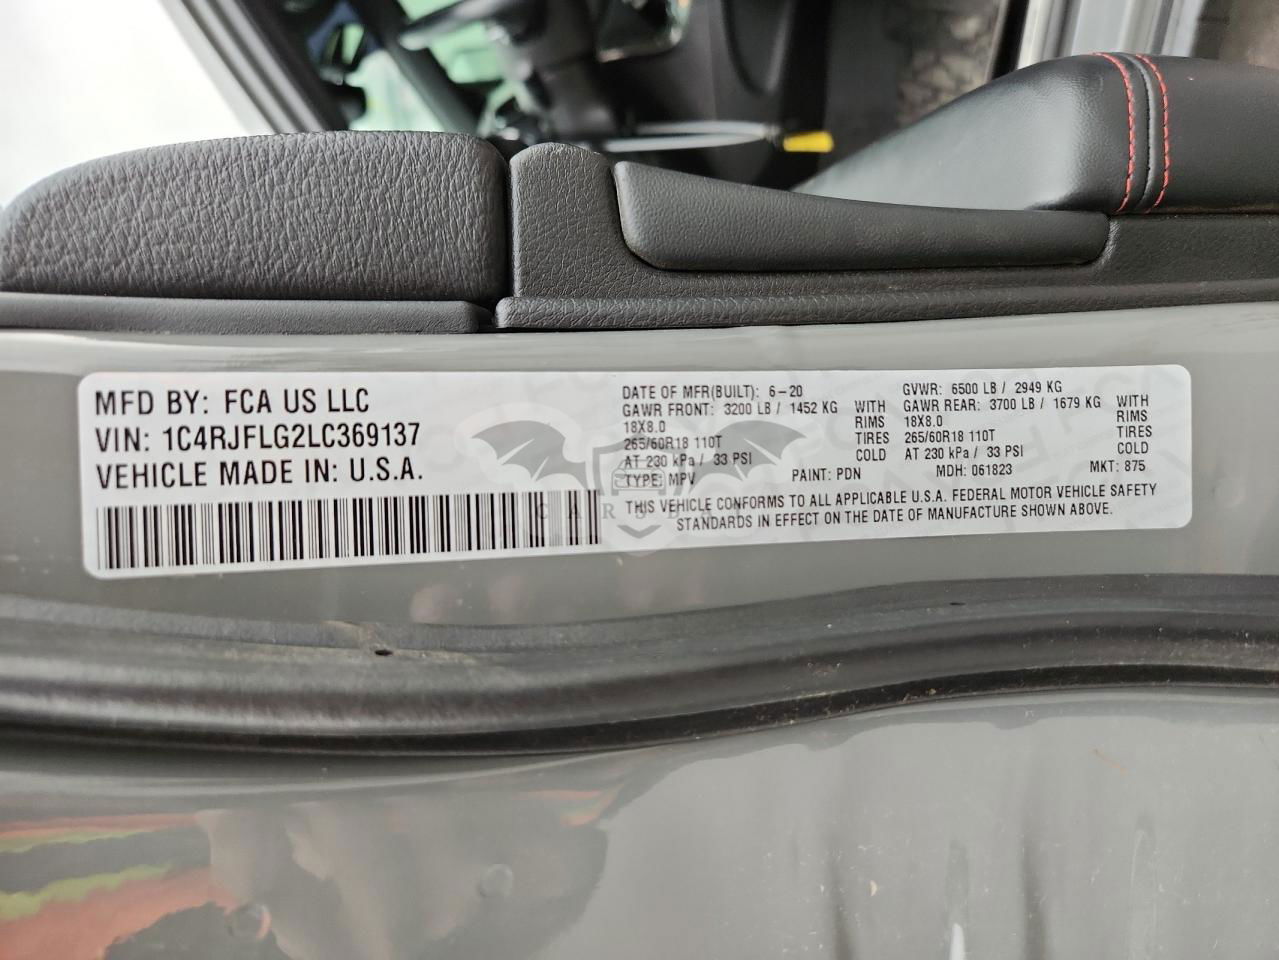 MFD BY: FCA US LLC
VIN: 1C4RJFLG2LC369137
VEHICLE MADE IN: U.S.A.
DATE OF MFR(BUILT): 6-20
GAWR FRONT: 3200 LB / 1452 KG WITH
18X8.0 RIMS
265/60R18 110T TIRES
AT 230 kPa / 33 PSI COLD
TYPE: MPV
GVWR: 6500 LB / 2949 KG
GAWR REAR: 3700 LB / 1679 KG WITH
18X8.0 RIMS
265/60R18 110T TIRES
AT 230 kPa / 33 PSI COLD
PAINT: PDN MDH: 061823 MKT: 875
THIS VEHICLE CONFORMS TO ALL APPLICABLE U.S.A. FEDERAL MOTOR VEHICLE SAFETY
STANDARDS IN EFFECT ON THE DATE OF MANUFACTURE SHOWN ABOVE.